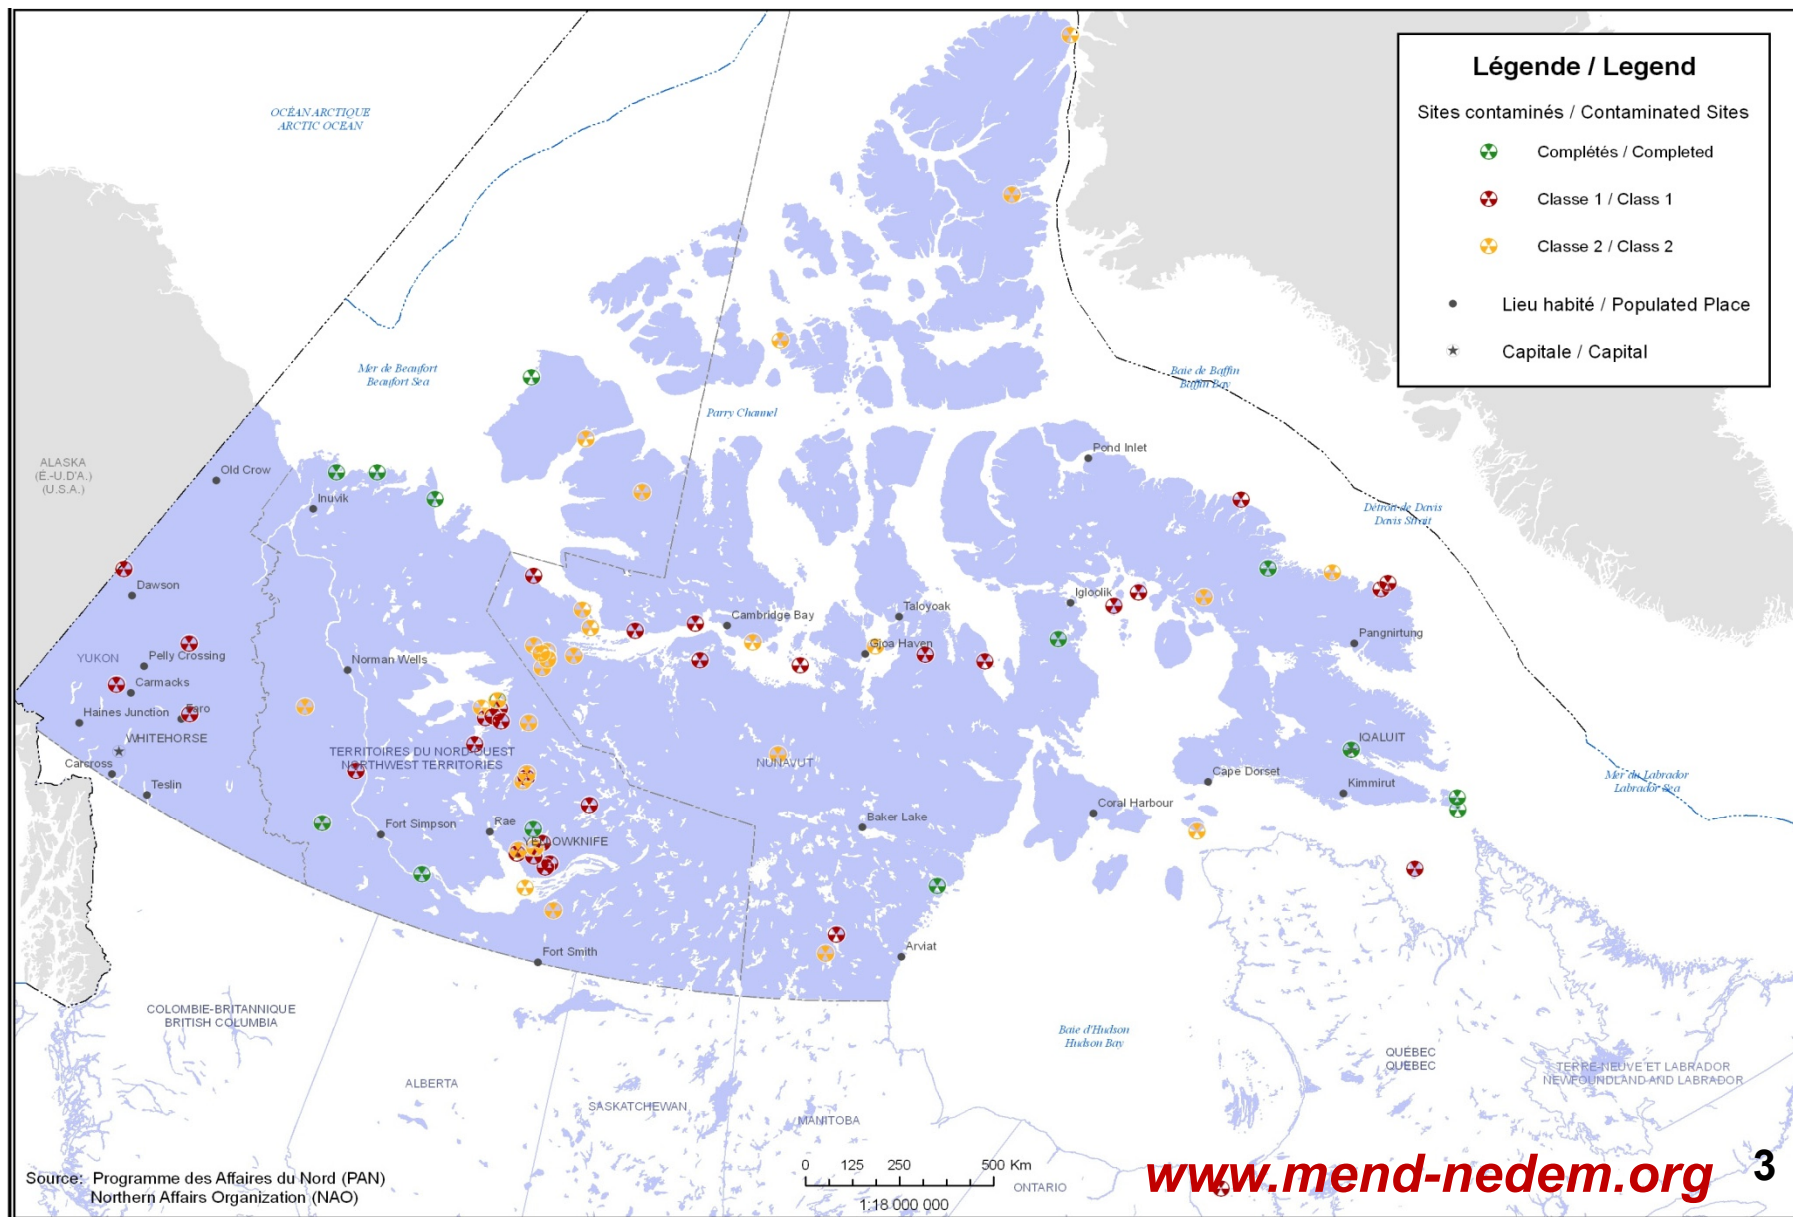 Légende / Legend
Sites contaminés / Contaminated Sites
Complétés / Completed
Classe 1 / Class 1
Classe 2 / Class 2
Lieu habité / Populated Place
Capitale / Capital
OCÉAN ARCTIQUE
ARCTIC OCEAN
Mer de Beaufort
Beaufort Sea
Parry Channel
Baie de Baffin
Baffin Bay
Détroit de Davis
Davis Strait
Mer du Labrador
Labrador Sea
Baie d'Hudson
Hudson Bay
ALASKA
(É.-U.D'A.)
(U.S.A.)
Old Crow
Inuvik
Pond Inlet
Dawson
Pelly Crossing
YUKON
Carmacks
Faro
Haines Junction
WHITEHORSE
Carcross
Teslin
Norman Wells
TERRITOIRES DU NORD-OUEST
NORTHWEST TERRITORIES
Fort Simpson
Rae
YELLOWKNIFE
Fort Smith
Cambridge Bay
Taloyoak
Gjoa Haven
Igloolik
Pangnirtung
NUNAVUT
Baker Lake
Arviat
Coral Harbour
Cape Dorset
IQALUIT
Kimmirut
COLOMBIE-BRITANNIQUE
BRITISH COLUMBIA
ALBERTA
SASKATCHEWAN
MANITOBA
ONTARIO
QUÉBEC
QUEBEC
TERRE-NEUVE ET LABRADOR
NEWFOUNDLAND AND LABRADOR
Source: Programme des Affaires du Nord (PAN)
Northern Affairs Organization (NAO)
0 125 250 500 Km
1:18 000 000
www.mend-nedem.org
3